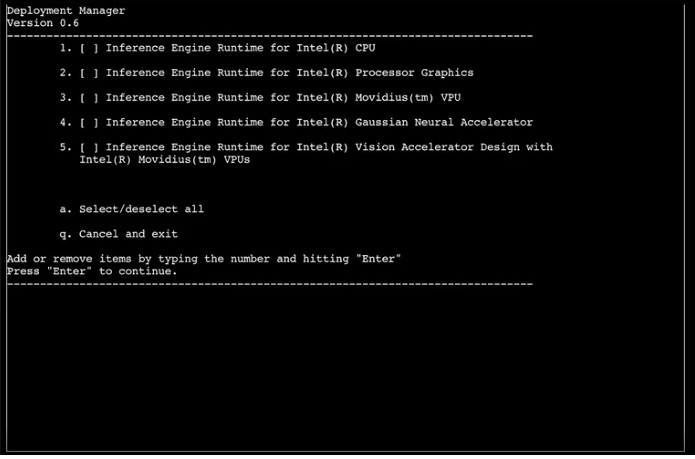 Deployment Manager
Version 0.6
--------------------------------------------------------------------------------
1. [ ] Inference Engine Runtime for Intel(R) CPU
2. [ ] Inference Engine Runtime for Intel(R) Processor Graphics
3. [ ] Inference Engine Runtime for Intel(R) Movidius(tm) VPU
4. [ ] Inference Engine Runtime for Intel(R) Gaussian Neural Accelerator
5. [ ] Inference Engine Runtime for Intel(R) Vision Accelerator Design with
Intel(R) Movidius(tm) VPUs
a. Select/deselect all
q. Cancel and exit
Add or remove items by typing the number and hitting "Enter"
Press "Enter" to continue.
--------------------------------------------------------------------------------